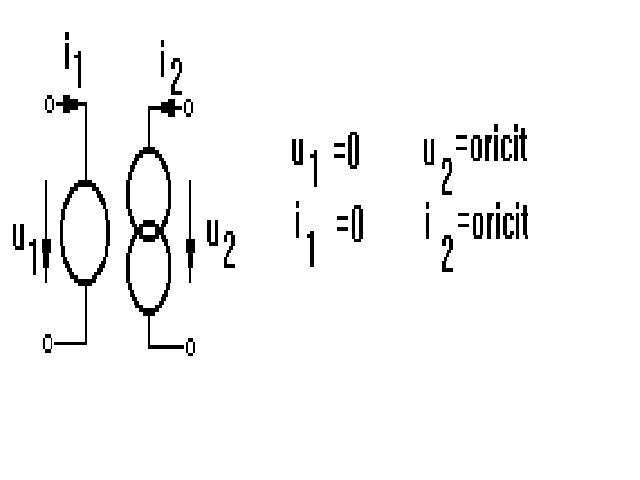 i1 i2
u1 =0 u2=oricit
u1 u2
i1 =0 i2=oricit